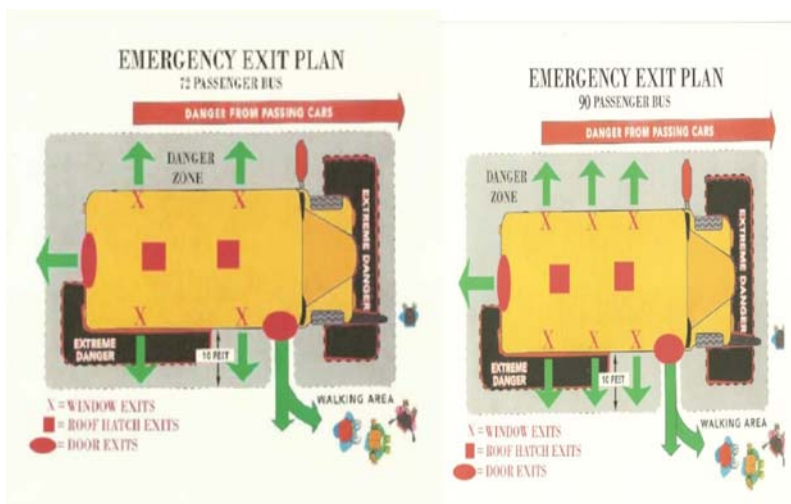 EMERGENCY EXIT PLAN
72 PASSENGER BUS
DANGER FROM PASSING CARS
DANGER
ZONE
X X
EXTREME DANGER
X X
EXTREME
DANGER
10 FEET
WALKING AREA
X = WINDOW EXITS
= ROOF HATCH EXITS
= DOOR EXITS
EMERGENCY EXIT PLAN
90 PASSENGER BUS
DANGER FROM PASSING CARS
DANGER
ZONE
X X X
EXTREME DANGER
X X X
EXTREME
DANGER
10 FEET
WALKING AREA
X = WINDOW EXITS
= ROOF HATCH EXITS
= DOOR EXITS